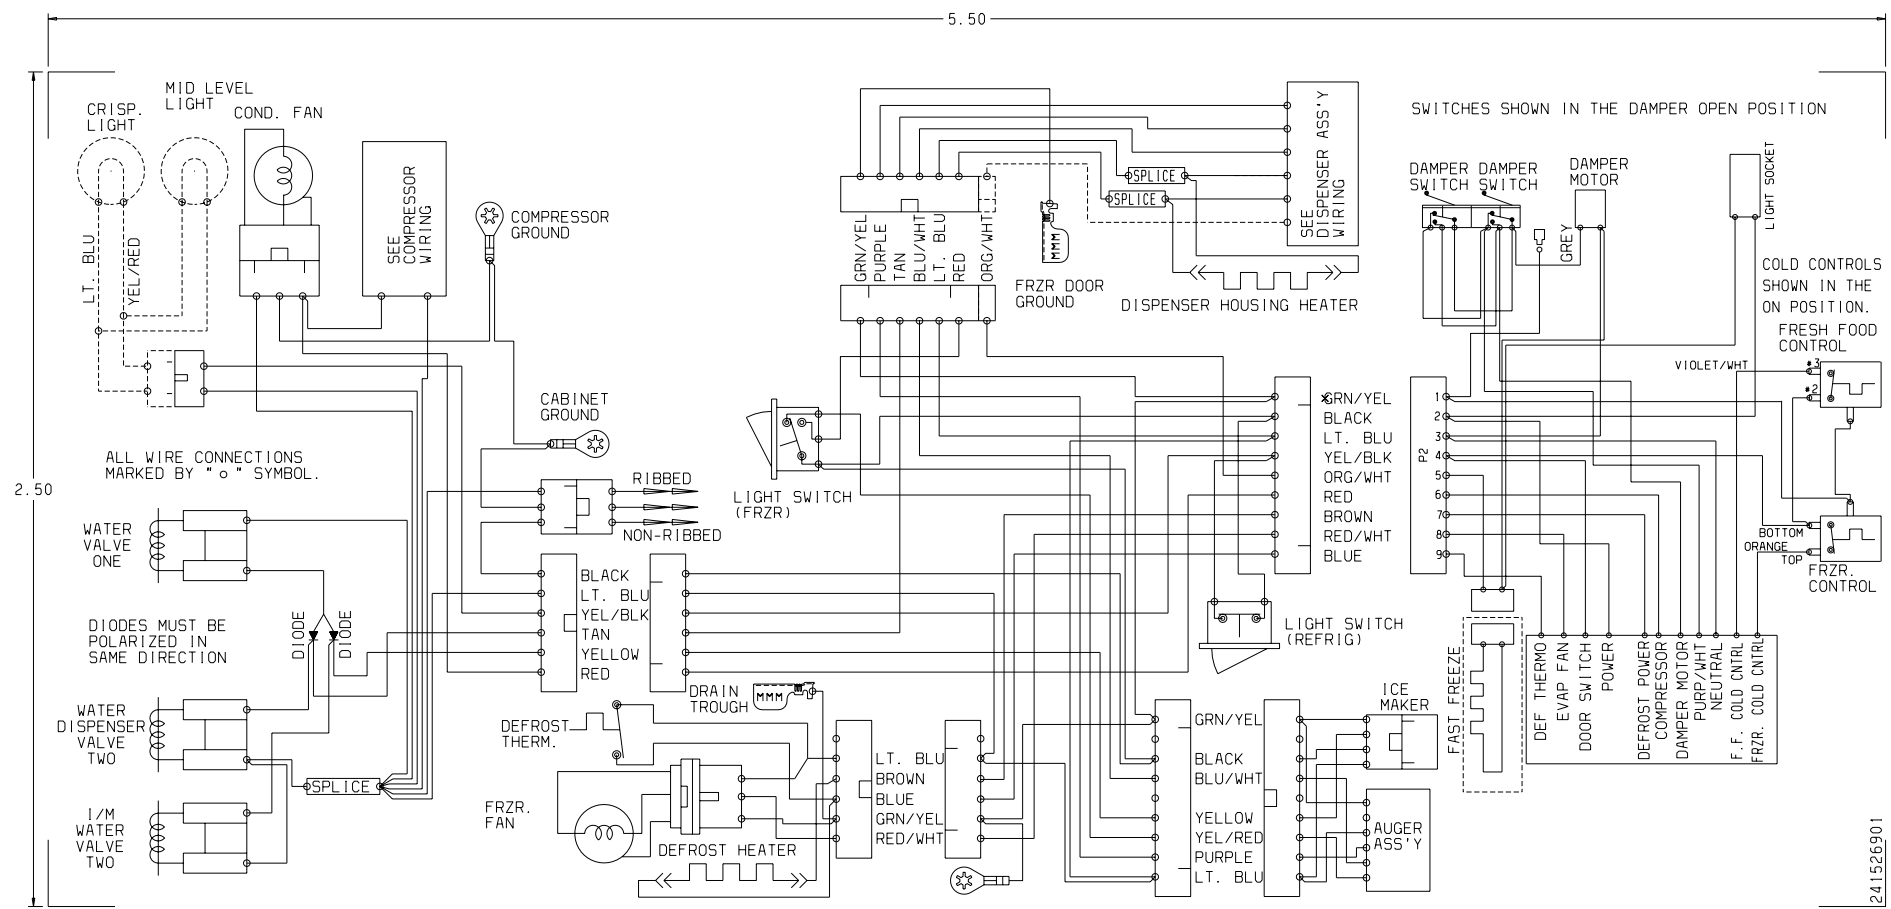 5.50
2.50
CRISP.
LIGHT
MID LEVEL
LIGHT
COND. FAN
LT. BLU
YEL/RED
SEE
COMPRESSOR
WIRING
COMPRESSOR
GROUND
CABINET
GROUND
ALL WIRE CONNECTIONS
MARKED BY "o" SYMBOL.
RIBBED
NON-RIBBED
WATER
VALVE
ONE
DIODES MUST BE
POLARIZED IN
SAME DIRECTION
DIODE
DIODE
WATER
DISPENSER
VALVE
TWO
I/M
WATER
VALVE
TWO
SPLICE
BLACK
LT. BLU
YEL/BLK
TAN
YELLOW
RED
GRN/YEL
PURPLE
TAN
BLU/WHT
LT. BLU
RED
ORG/WHT
FRZR DOOR
GROUND
SPLICE
SPLICE
SEE
DISPENSER ASS'Y
WIRING
DISPENSER HOUSING HEATER
LIGHT SWITCH
(FRZR)
DRAIN
TROUGH
DEFROST
THERM.
FRZR.
FAN
DEFROST HEATER
LT. BLU
BROWN
BLUE
GRN/YEL
RED/WHT
GRN/YEL
BLACK
LT. BLU
YEL/BLK
ORG/WHT
RED
BROWN
RED/WHT
BLUE
P2
1
2
3
4
5
6
7
8
9
LIGHT SWITCH
(REFRIG)
GRN/YEL
BLACK
BLU/WHT
YELLOW
YEL/RED
PURPLE
LT. BLU
ICE
MAKER
AUGER
ASS'Y
SWITCHES SHOWN IN THE DAMPER OPEN POSITION
DAMPER
SWITCH
DAMPER
SWITCH
DAMPER
MOTOR
GREY
LIGHT SOCKET
COLD CONTROLS
SHOWN IN THE
ON POSITION.
FRESH FOOD
CONTROL
VIOLET/WHT
#3
#2
BOTTOM
ORANGE
TOP
FRZR.
CONTROL
FAST FREEZE
DEF THERMO
EVAP FAN
DOOR SWITCH
POWER
DEFROST POWER
COMPRESSOR
DAMPER MOTOR
PURP/WHT
NEUTRAL
F.F. COLD CNTRL
FRZR. COLD CNTRL
241526901